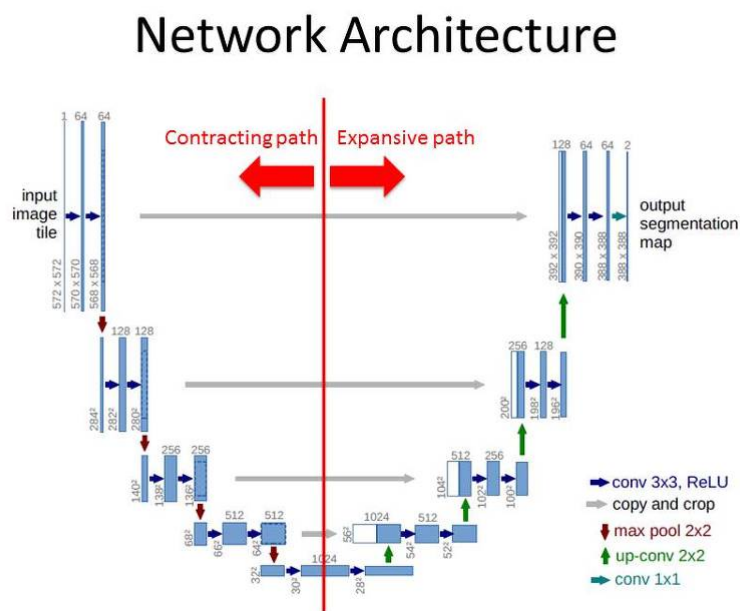 Network Architecture
Contracting path
Expansive path
1 64 64
128 64 64 2
input
image
tile
output
segmentation
map
572 x 572
570 x 570
568 x 568
392 x 392
390 x 390
388 x 388
388 x 388
128 128
256 128
284²
282²
280²
200²
198²
196²
256 256
512 256
140²
138²
136²
104²
102²
100²
512 512
1024 512
68²
66²
64²
56²
54²
52²
1024
32²
30²
28²
conv 3x3, ReLU
copy and crop
max pool 2x2
up-conv 2x2
conv 1x1